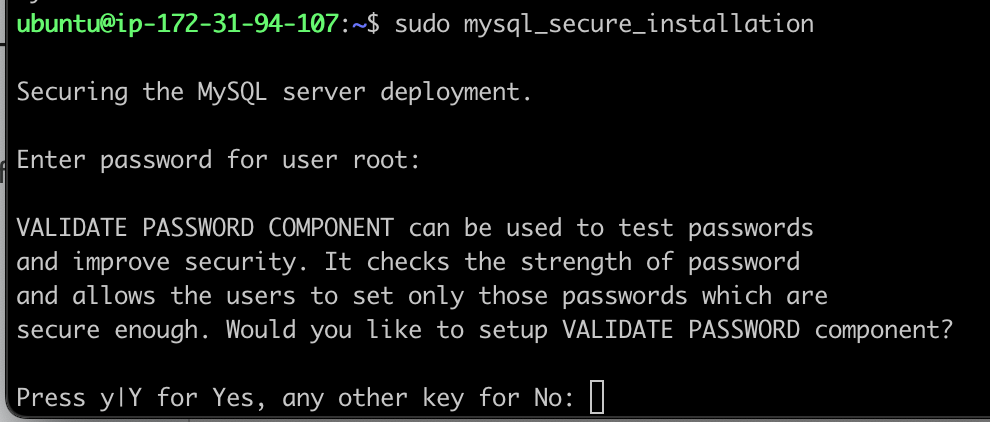 ubuntu@ip-172-31-94-107:~$ sudo mysql_secure_installation
Securing the MySQL server deployment.
Enter password for user root:
VALIDATE PASSWORD COMPONENT can be used to test passwords
and improve security. It checks the strength of password
and allows the users to set only those passwords which are
secure enough. Would you like to setup VALIDATE PASSWORD component?
Press y|Y for Yes, any other key for No: